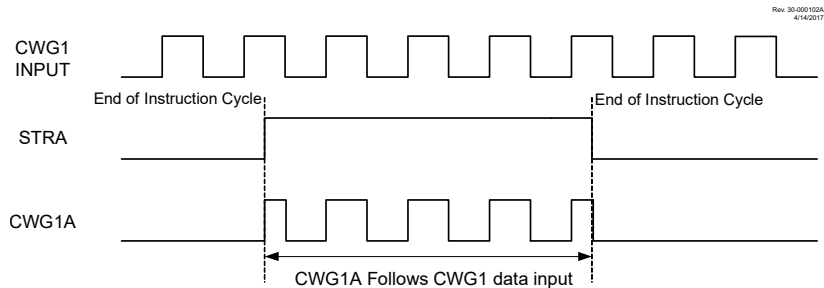 Rev. 30-000102A
4/14/2017
CWG1
INPUT
End of Instruction Cycle
End of Instruction Cycle
STRA
CWG1A
CWG1A Follows CWG1 data input